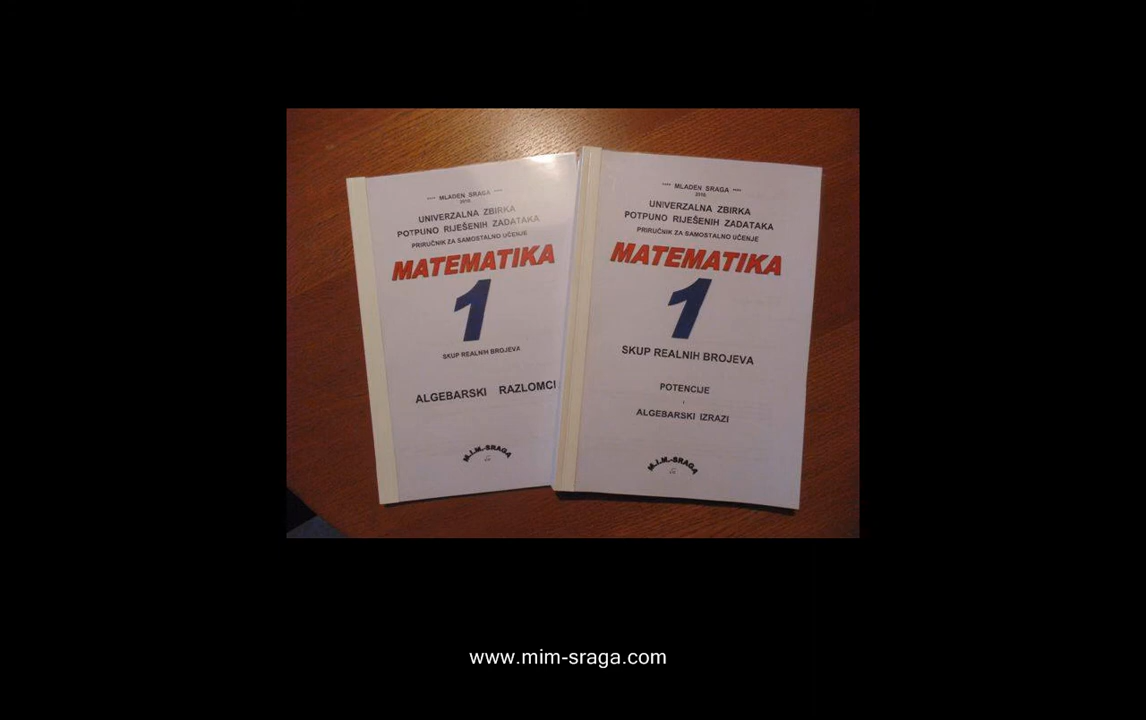 **** MLADEN SRAGA ****
2010.
UNIVERZALNA ZBIRKA
POTPUNO RIJEŠENIH ZADATAKA
PRIRUČNIK ZA SAMOSTALNO UČENJE
MATEMATIKA
1
SKUP REALNIH BROJEVA
ALGEBARSKI RAZLOMCI
M.I.M.-SRAGA
**** MLADEN SRAGA ****
2010.
UNIVERZALNA ZBIRKA
POTPUNO RIJEŠENIH ZADATAKA
PRIRUČNIK ZA SAMOSTALNO UČENJE
MATEMATIKA
1
SKUP REALNIH BROJEVA
POTENCIJE
I
ALGEBARSKI IZRAZI
M.I.M.-SRAGA
www.mim-sraga.com